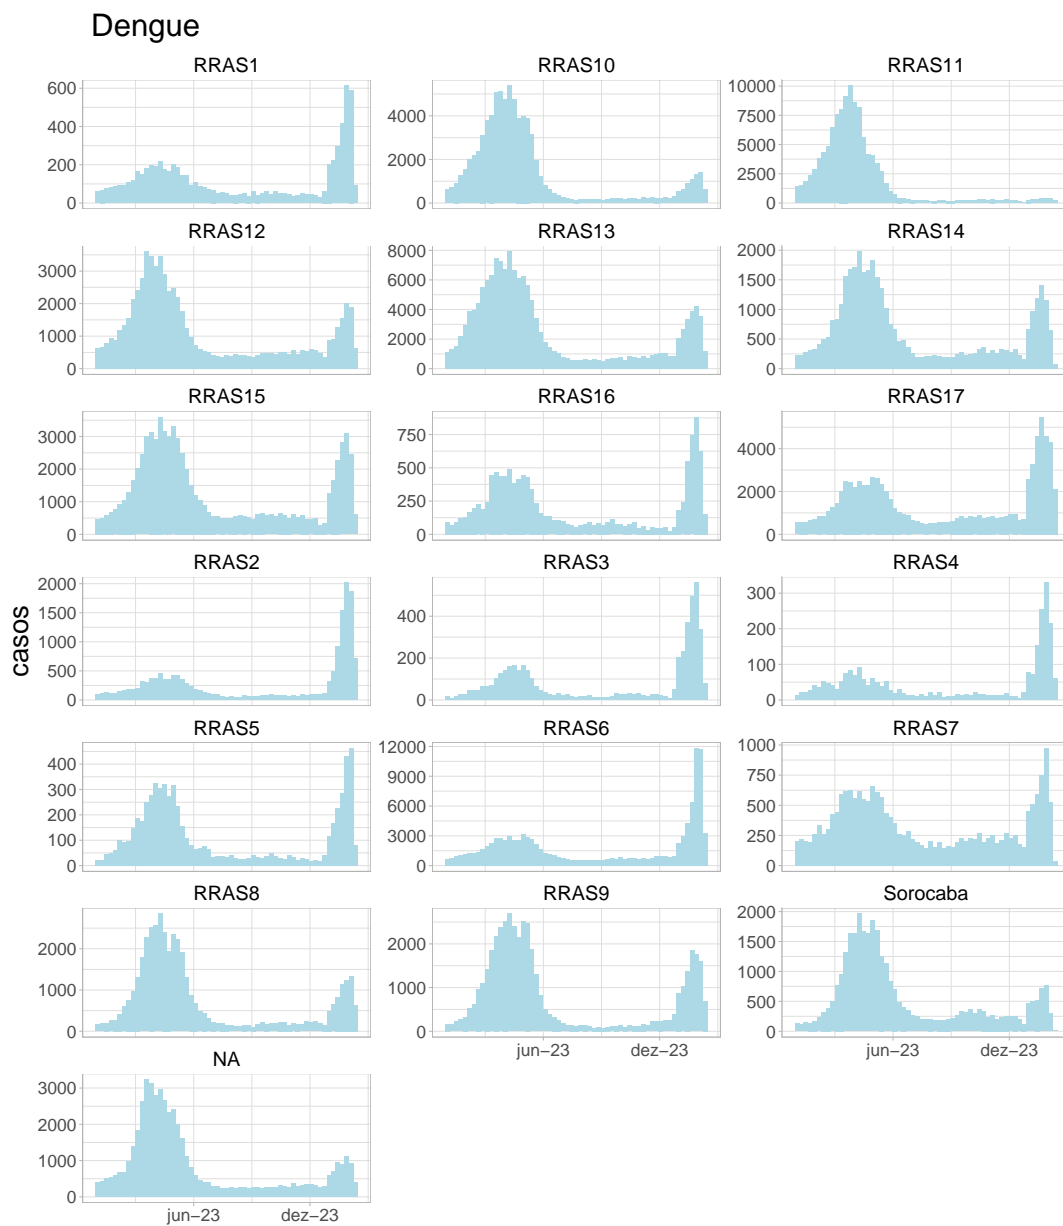 Dengue
RRAS1 RRAS10 RRAS11
600 400 200 0
4000 2000 0
10000 7500 5000 2500 0
RRAS12 RRAS13 RRAS14
3000 2000 1000 0
8000 6000 4000 2000 0
2000 1500 1000 500 0
RRAS15 RRAS16 RRAS17
3000 2000 1000 0
750 500 250 0
4000 2000 0
casos
RRAS2 RRAS3 RRAS4
2000 1500 1000 500 0
400 200 0
300 200 100 0
RRAS5 RRAS6 RRAS7
400 300 200 100 0
12000 9000 6000 3000 0
1000 750 500 250 0
RRAS8 RRAS9 Sorocaba
2000 1000 0
2000 1000 0
2000 1500 1000 500 0
jun–23 dez–23 jun–23 dez–23
NA
3000 2000 1000 0
jun–23 dez–23